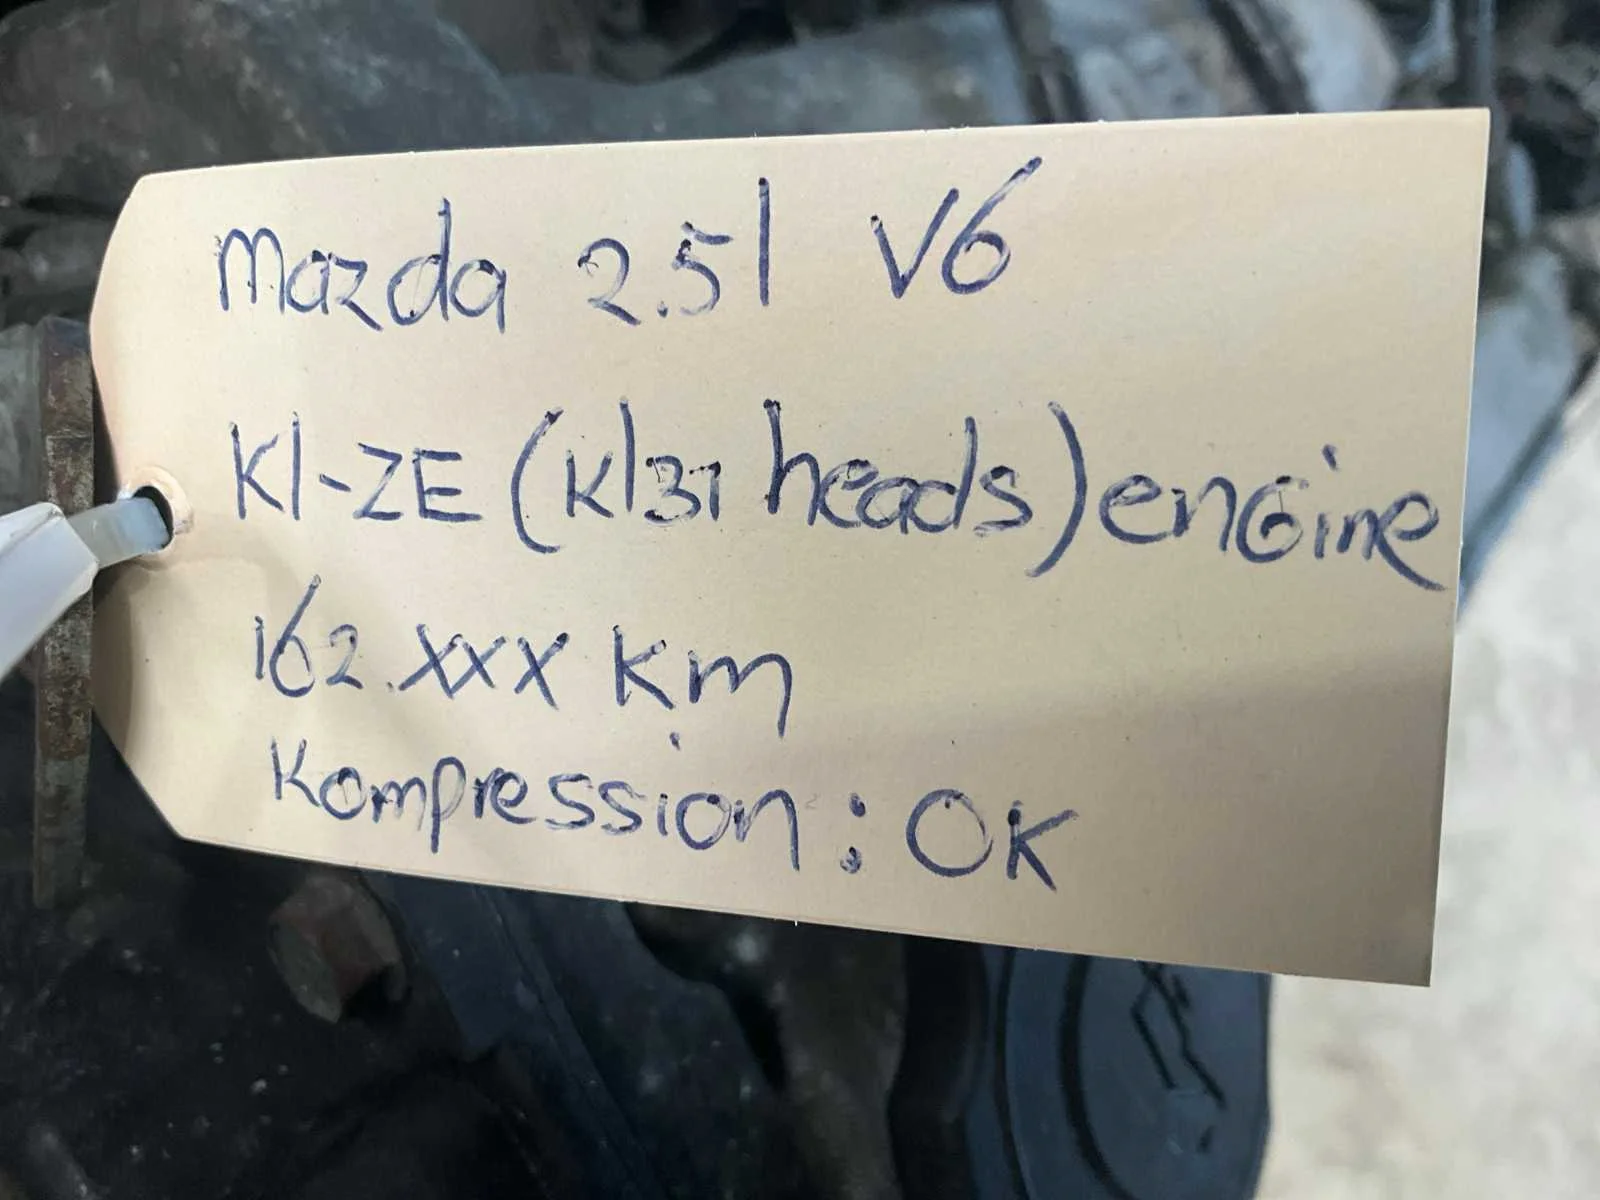 Mazda 2.5l V6
Kl-ZE (Kl31 heads) engine
162.xxx km
Kompression: OK